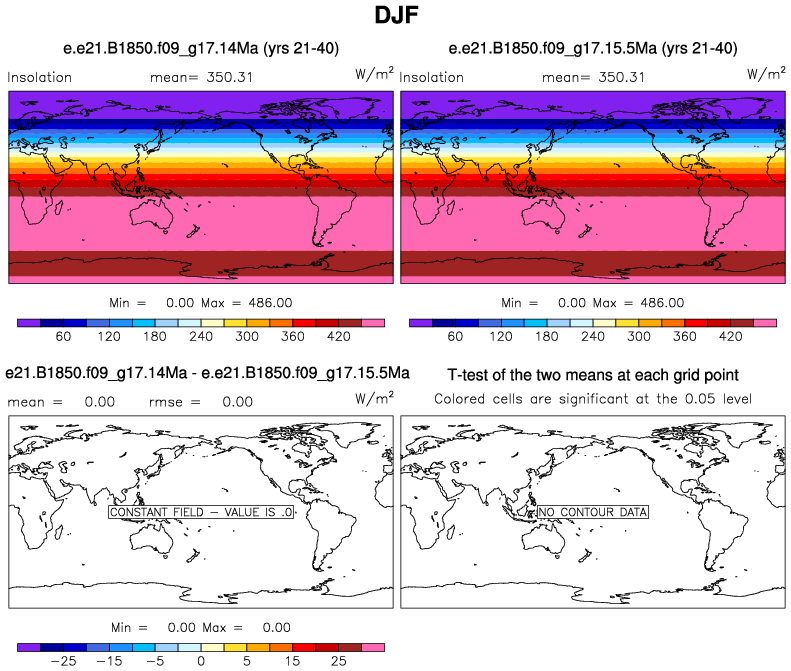 DJF
e.e21.B1850.f09_g17.14Ma (yrs 21-40)
Insolation mean= 350.31 W/m²
Min = 0.00 Max = 486.00
60 120 180 240 300 360 420
e.e21.B1850.f09_g17.15.5Ma (yrs 21-40)
Insolation mean= 350.31 W/m²
Min = 0.00 Max = 486.00
60 120 180 240 300 360 420
e21.B1850.f09_g17.14Ma - e.e21.B1850.f09_g17.15.5Ma
mean = 0.00 rmse = 0.00 W/m²
CONSTANT FIELD - VALUE IS .0
Min = 0.00 Max = 0.00
-25 -15 -5 0 5 15 25
T-test of the two means at each grid point
Colored cells are significant at the 0.05 level
NO CONTOUR DATA